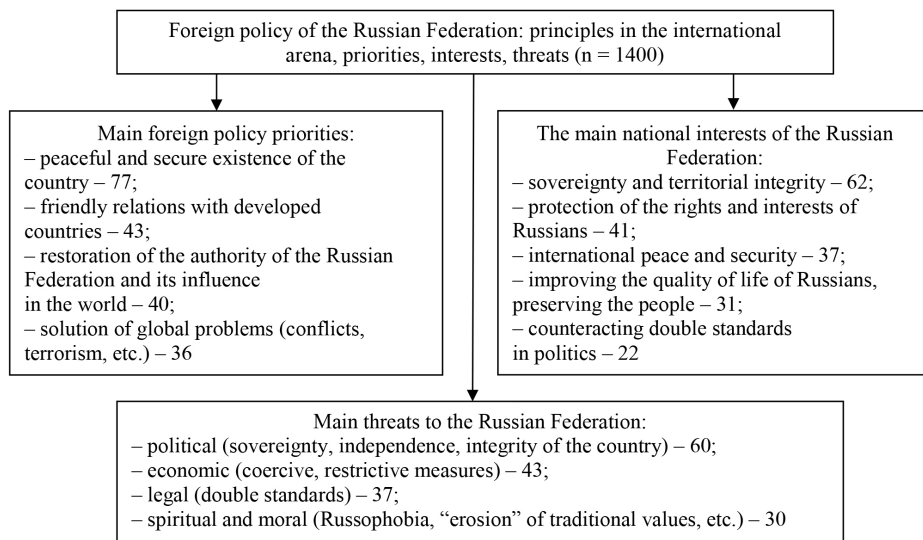 Foreign policy of the Russian Federation: principles in the international
arena, priorities, interests, threats (n = 1400)
Main foreign policy priorities:
– peaceful and secure existence of the
country – 77;
– friendly relations with developed
countries – 43;
– restoration of the authority of the Russian
Federation and its influence
in the world – 40;
– solution of global problems (conflicts,
terrorism, etc.) – 36
The main national interests of the Russian
Federation:
– sovereignty and territorial integrity – 62;
– protection of the rights and interests of
Russians – 41;
– international peace and security – 37;
– improving the quality of life of Russians,
preserving the people – 31;
– counteracting double standards
in politics – 22
Main threats to the Russian Federation:
– political (sovereignty, independence, integrity of the country) – 60;
– economic (coercive, restrictive measures) – 43;
– legal (double standards) – 37;
– spiritual and moral (Russophobia, “erosion” of traditional values, etc.) – 30